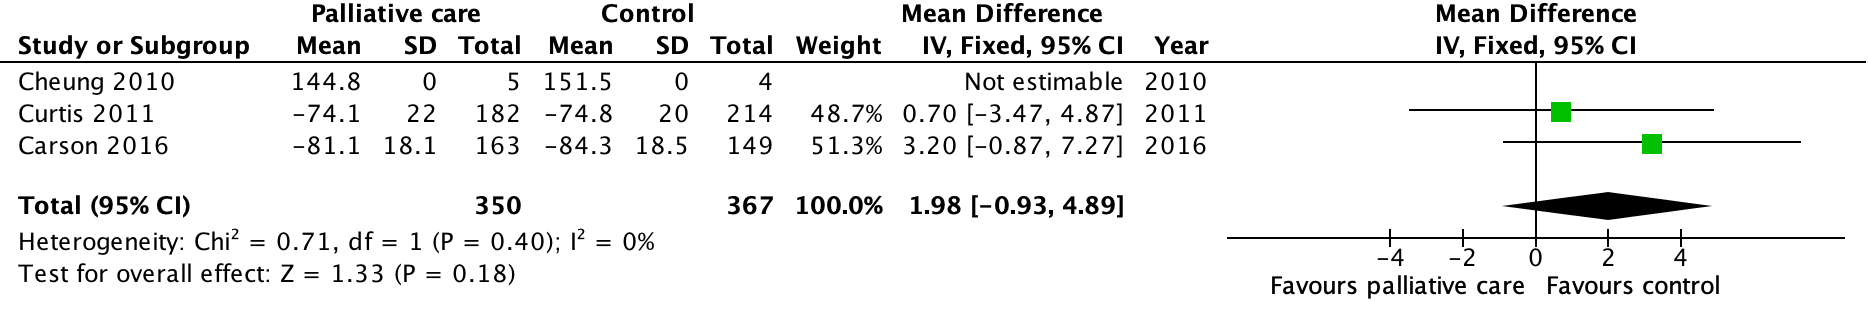 Palliative care Control Mean Difference Mean Difference
Study or Subgroup Mean SD Total Mean SD Total Weight IV, Fixed, 95% CI Year IV, Fixed, 95% CI
Cheung 2010 144.8 0 5 151.5 0 4 Not estimable 2010
Curtis 2011 −74.1 22 182 −74.8 20 214 48.7% 0.70 [−3.47, 4.87] 2011
Carson 2016 −81.1 18.1 163 −84.3 18.5 149 51.3% 3.20 [−0.87, 7.27] 2016
Total (95% CI) 350 367 100.0% 1.98 [−0.93, 4.89]
Heterogeneity: Chi² = 0.71, df = 1 (P = 0.40); I² = 0%
Test for overall effect: Z = 1.33 (P = 0.18)
−4 −2 0 2 4
Favours palliative care Favours control